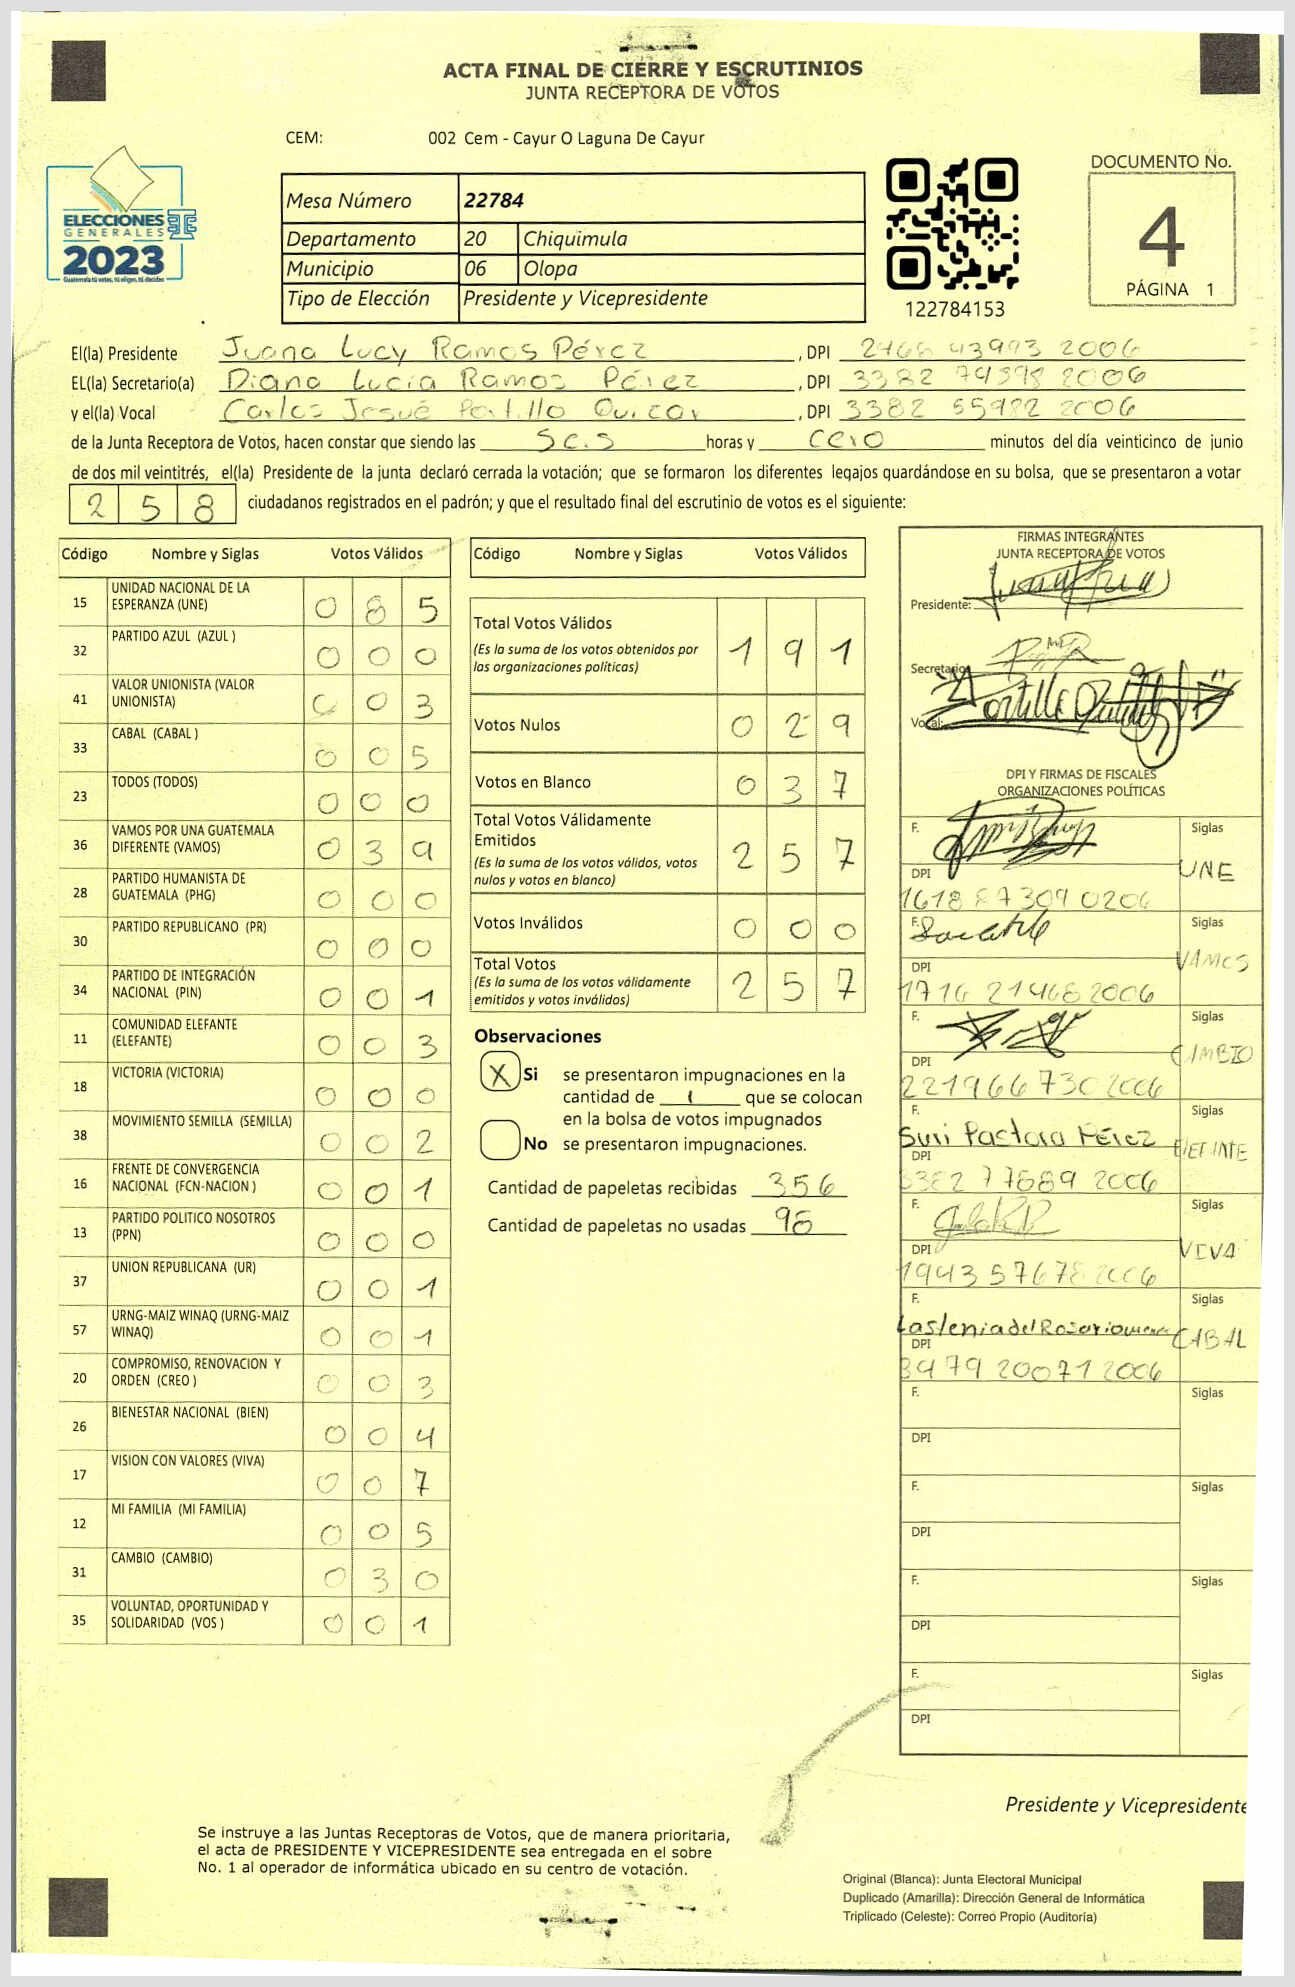 ACTA FINAL DE CIERRE Y ESCRUTINIOS
JUNTA RECEPTORA DE VOTOS
CEM: 002 Cem - Cayur O Laguna De Cayur
ELECCIONES
GENERALES
2023
Guatemala tú votas, tú eliges, tú decides
Mesa Número 22784
Departamento 20 Chiquimula
Municipio 06 Olopa
Tipo de Elección Presidente y Vicepresidente
122784153
DOCUMENTO No.
4
PÁGINA 1
El(la) Presidente Juana Lucy Ramos Pérez , DPI 2468 43993 2006
EL(la) Secretario(a) Diana Lucía Ramos Pérez , DPI 3382 74898 2006
y el(la) Vocal Carlos Josué Portillo , DPI 3382 55982 2006
de la Junta Receptora de Votos, hacen constar que siendo las seis horas y cero minutos del día veinticinco de junio
de dos mil veintitrés, el(la) Presidente de la junta declaró cerrada la votación; que se formaron los diferentes legajos guardándose en su bolsa, que se presentaron a votar
258 ciudadanos registrados en el padrón; y que el resultado final del escrutinio de votos es el siguiente:
Código Nombre y Siglas Votos Válidos
15 UNIDAD NACIONAL DE LA ESPERANZA (UNE) 0 8 5
32 PARTIDO AZUL (AZUL ) 0 0 0
41 VALOR UNIONISTA (VALOR UNIONISTA) 0 0 3
33 CABAL (CABAL ) 0 0 5
23 TODOS (TODOS) 0 0 0
36 VAMOS POR UNA GUATEMALA DIFERENTE (VAMOS) 0 3 9
28 PARTIDO HUMANISTA DE GUATEMALA (PHG) 0 0 0
30 PARTIDO REPUBLICANO (PR) 0 0 0
34 PARTIDO DE INTEGRACIÓN NACIONAL (PIN) 0 0 1
11 COMUNIDAD ELEFANTE (ELEFANTE) 0 0 3
18 VICTORIA (VICTORIA) 0 0 0
38 MOVIMIENTO SEMILLA (SEMILLA) 0 0 2
16 FRENTE DE CONVERGENCIA NACIONAL (FCN-NACION ) 0 0 1
13 PARTIDO POLITICO NOSOTROS (PPN) 0 0 0
37 UNION REPUBLICANA (UR) 0 0 1
57 URNG-MAIZ WINAQ (URNG-MAIZ WINAQ) 0 0 1
20 COMPROMISO, RENOVACION Y ORDEN (CREO ) 0 0 3
26 BIENESTAR NACIONAL (BIEN) 0 0 4
17 VISION CON VALORES (VIVA) 0 0 7
12 MI FAMILIA (MI FAMILIA) 0 0 5
31 CAMBIO (CAMBIO) 0 3 0
35 VOLUNTAD, OPORTUNIDAD Y SOLIDARIDAD (VOS ) 0 0 1
Código Nombre y Siglas Votos Válidos
Total Votos Válidos 1 9 1
(Es la suma de los votos obtenidos por
las organizaciones políticas)
Votos Nulos 0 2 9
Votos en Blanco 0 3 7
Total Votos Válidamente
Emitidos 2 5 7
(Es la suma de los votos válidos, votos
nulos y votos en blanco)
Votos Inválidos 0 0 0
Total Votos 2 5 7
(Es la suma de los votos válidamente
emitidos y votos inválidos)
Observaciones
X Si se presentaron impugnaciones en la
cantidad de 1 que se colocan
en la bolsa de votos impugnados
No se presentaron impugnaciones.
Cantidad de papeletas recibidas 356
Cantidad de papeletas no usadas 98
FIRMAS INTEGRANTES
JUNTA RECEPTORA DE VOTOS
Presidente:
Secretario
Vocal:
DPI Y FIRMAS DE FISCALES
ORGANIZACIONES POLÍTICAS
F. Siglas
DPI UNE
1618 87309 0206
F. Siglas
DPI VAMOS
1716 21468 2006
F. Siglas
DPI CAMBIO
2219667302006
F. Siglas
Suri Pastora Pérez
DPI
3382 77889 2006
F. Siglas
DPI VIVA
1943 57678 2006
F. Siglas
DPI CABAL
3479 20071 2006
F. Siglas
DPI
F. Siglas
DPI
F. Siglas
DPI
F. Siglas
DPI
Presidente y Vicepresidente
Se instruye a las Juntas Receptoras de Votos, que de manera prioritaria,
el acta de PRESIDENTE Y VICEPRESIDENTE sea entregada en el sobre
No. 1 al operador de informática ubicado en su centro de votación.
Original (Blanca): Junta Electoral Municipal
Duplicado (Amarilla): Dirección General de Informática
Triplicado (Celeste): Correo Propio (Auditoría)